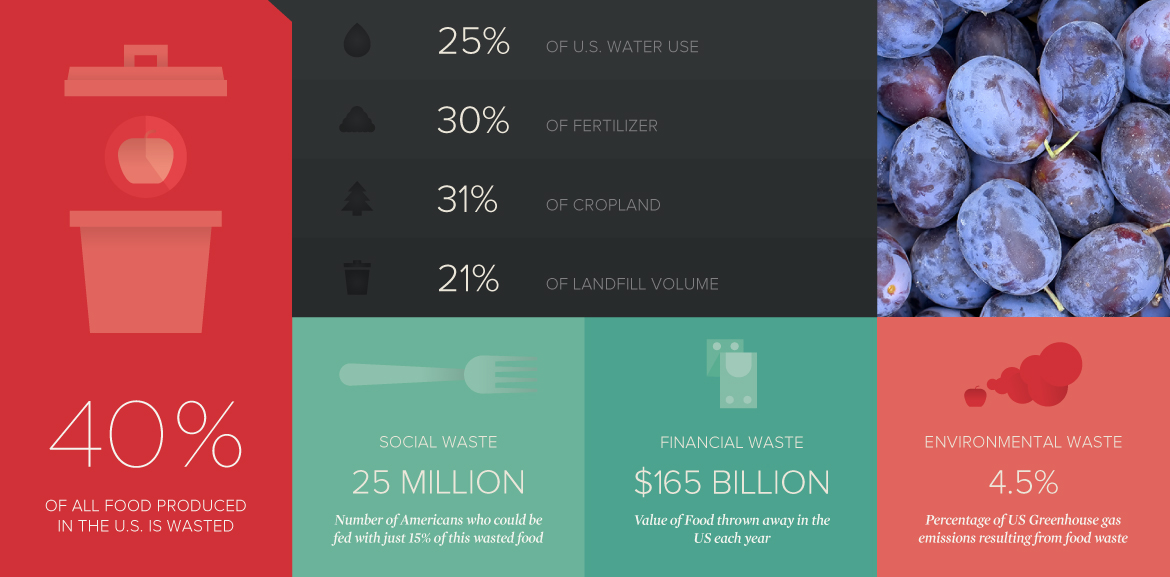 40%
OF ALL FOOD PRODUCED
IN THE U.S. IS WASTED
25% OF U.S. WATER USE
30% OF FERTILIZER
31% OF CROPLAND
21% OF LANDFILL VOLUME
SOCIAL WASTE
25 MILLION
Number of Americans who could be
fed with just 15% of this wasted food
FINANCIAL WASTE
$165 BILLION
Value of Food thrown away in the
US each year
ENVIRONMENTAL WASTE
4.5%
Percentage of US Greenhouse gas
emissions resulting from food waste